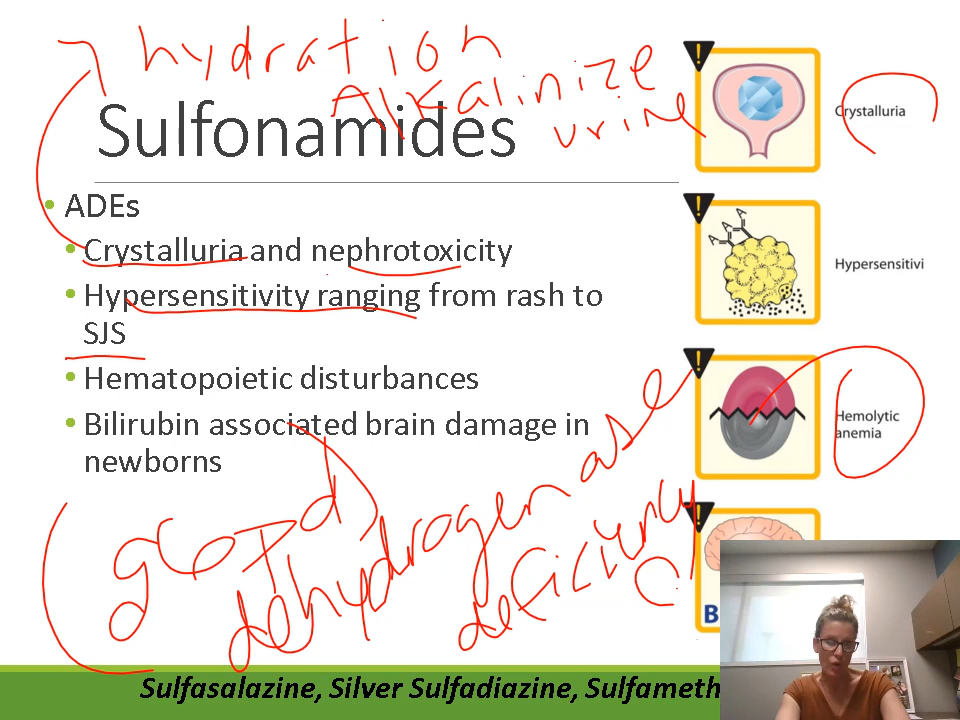 hydration
Alkalinize
urine
Sulfonamides
Crystalluria
• ADEs
• Crystalluria and nephrotoxicity
• Hypersensitivity ranging from rash to
SJS
Hypersensitivi
• Hematopoietic disturbances
• Bilirubin associated brain damage in
newborns
Hemolytic
anemia
dehydrogenase
deficiency
B
Sulfasalazine, Silver Sulfadiazine, Sulfameth